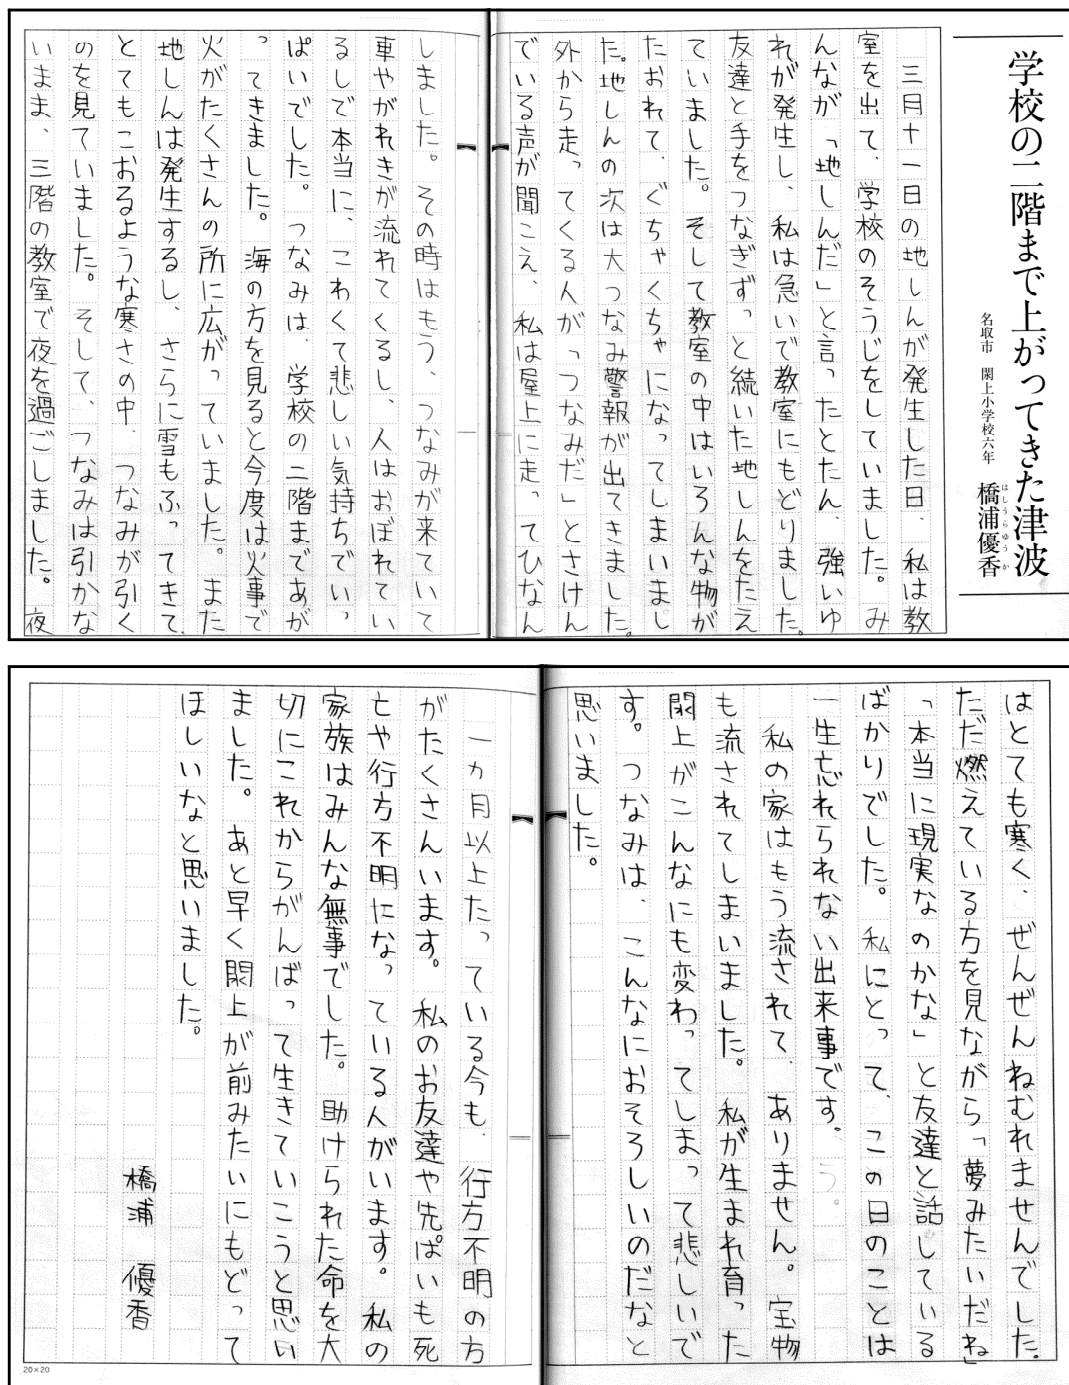 学校の二階まで上がってきた津波
名取市 閖上小学校六年 橋浦優香
はしうらゆうか
三月十一日の地しんが発生した日、私は教
室を出て、学校のそうじをしていました。み
んなが「地しんだ」と言ったとたん、強いゆ
れが発生し、私は急いで教室にもどりました。
友達と手をつなぎずっと続いた地しんをたえ
ていました。そして教室の中はいろんな物が
たおれて、ぐちゃくちゃになってしまいまし
た。地しんの次は大つなみ警報が出てきました。
外から走ってくる人が「つなみだ」とさけん
でいる声が聞こえ、私は屋上に走ってひなん
しました。その時はもう、つなみが来ていて
車やがれきが流れてくるし、人はおぼれてい
るしで本当に、こわくて悲しい気持ちでいっ
ぱいでした。つなみは、学校の二階まであが
ってきました。海の方を見ると今度は火事で
火がたくさんの所に広がっていました。また
地しんは発生するし、さらに雪もふってきて、
とてもこおるような寒さの中、つなみが引く
のを見ていました。そして、つなみは引かな
いまま、三階の教室で夜を過ごしました。夜
はとても寒く、ぜんぜんねむれませんでした。
ただ燃えている方を見ながら「夢みたいだね」
「本当に現実なのかな」と友達と話している
ばかりでした。私にとって、この日のことは
一生忘れられない出来事です。
私の家はもう流されて、ありません。宝物
も流されてしまいました。私が生まれ育った
閖上がこんなにも変わってしまって悲しいで
す。つなみは、こんなにおそろしいのだなと
思いました。
一カ月以上たっている今も、行方不明の方
がたくさんいます。私のお友達や先ぱいも死
亡や行方不明になっている人がいます。私の
家族はみんな無事でした。助けられた命を大
切にこれからがんばって生きていこうと思い
ました。あと早く閖上が前みたいにもどって
ほしいなと思いました。
橋浦 優香
20×20